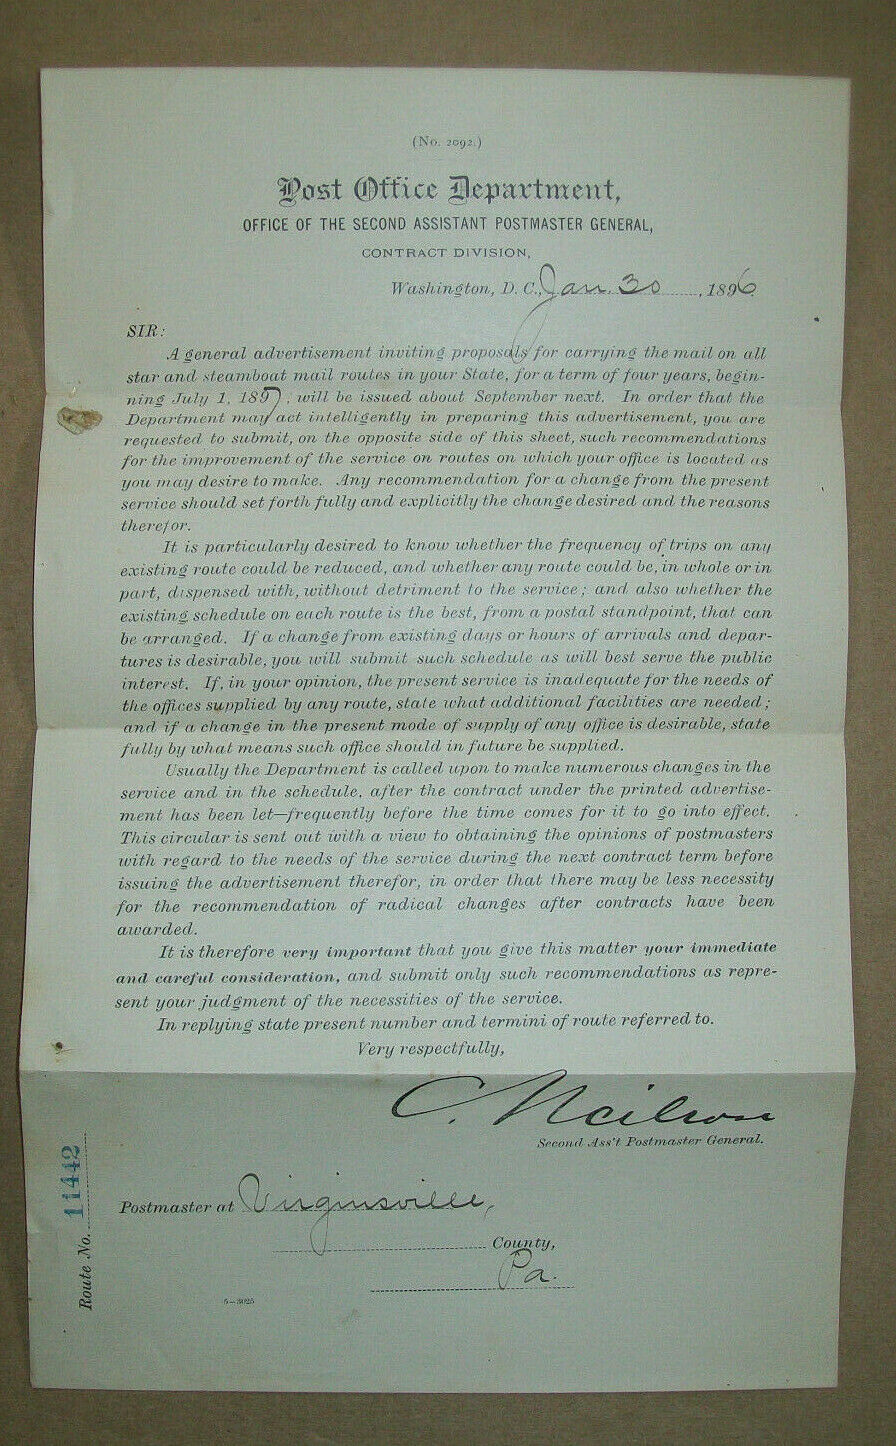 (No. 2092.)
Post Office Department,
OFFICE OF THE SECOND ASSISTANT POSTMASTER GENERAL,
CONTRACT DIVISION,
Washington, D. C., Jan. 30, 1896
SIR:
A general advertisement inviting proposals for carrying the mail on all
star and steamboat mail routes in your State, for a term of four years, begin-
ning July 1, 1897, will be issued about September next. In order that the
Department may act intelligently in preparing this advertisement, you are
requested to submit, on the opposite side of this sheet, such recommendations
for the improvement of the service on routes on which your office is located as
you may desire to make. Any recommendation for a change from the present
service should set forth fully and explicitly the change desired and the reasons
therefor.
It is particularly desired to know whether the frequency of trips on any
existing route could be reduced, and whether any route could be, in whole or in
part, dispensed with, without detriment to the service; and also whether the
existing schedule on each route is the best, from a postal standpoint, that can
be arranged. If a change from existing days or hours of arrivals and depar-
tures is desirable, you will submit such schedule as will best serve the public
interest. If, in your opinion, the present service is inadequate for the needs of
the offices supplied by any route, state what additional facilities are needed;
and if a change in the present mode of supply of any office is desirable, state
fully by what means such office should in future be supplied.
Usually the Department is called upon to make numerous changes in the
service and in the schedule, after the contract under the printed advertise-
ment has been let—frequently before the time comes for it to go into effect.
This circular is sent out with a view to obtaining the opinions of postmasters
with regard to the needs of the service during the next contract term before
issuing the advertisement therefor, in order that there may be less necessity
for the recommendation of radical changes after contracts have been
awarded.
It is therefore very important that you give this matter your immediate
and careful consideration, and submit only such recommendations as repre-
sent your judgment of the necessities of the service.
In replying state present number and termini of route referred to.
Very respectfully,
C. Neilson
Second Ass't Postmaster General.
Route No. 11442
Postmaster at Virginsville,
County,
Pa.
5—3025